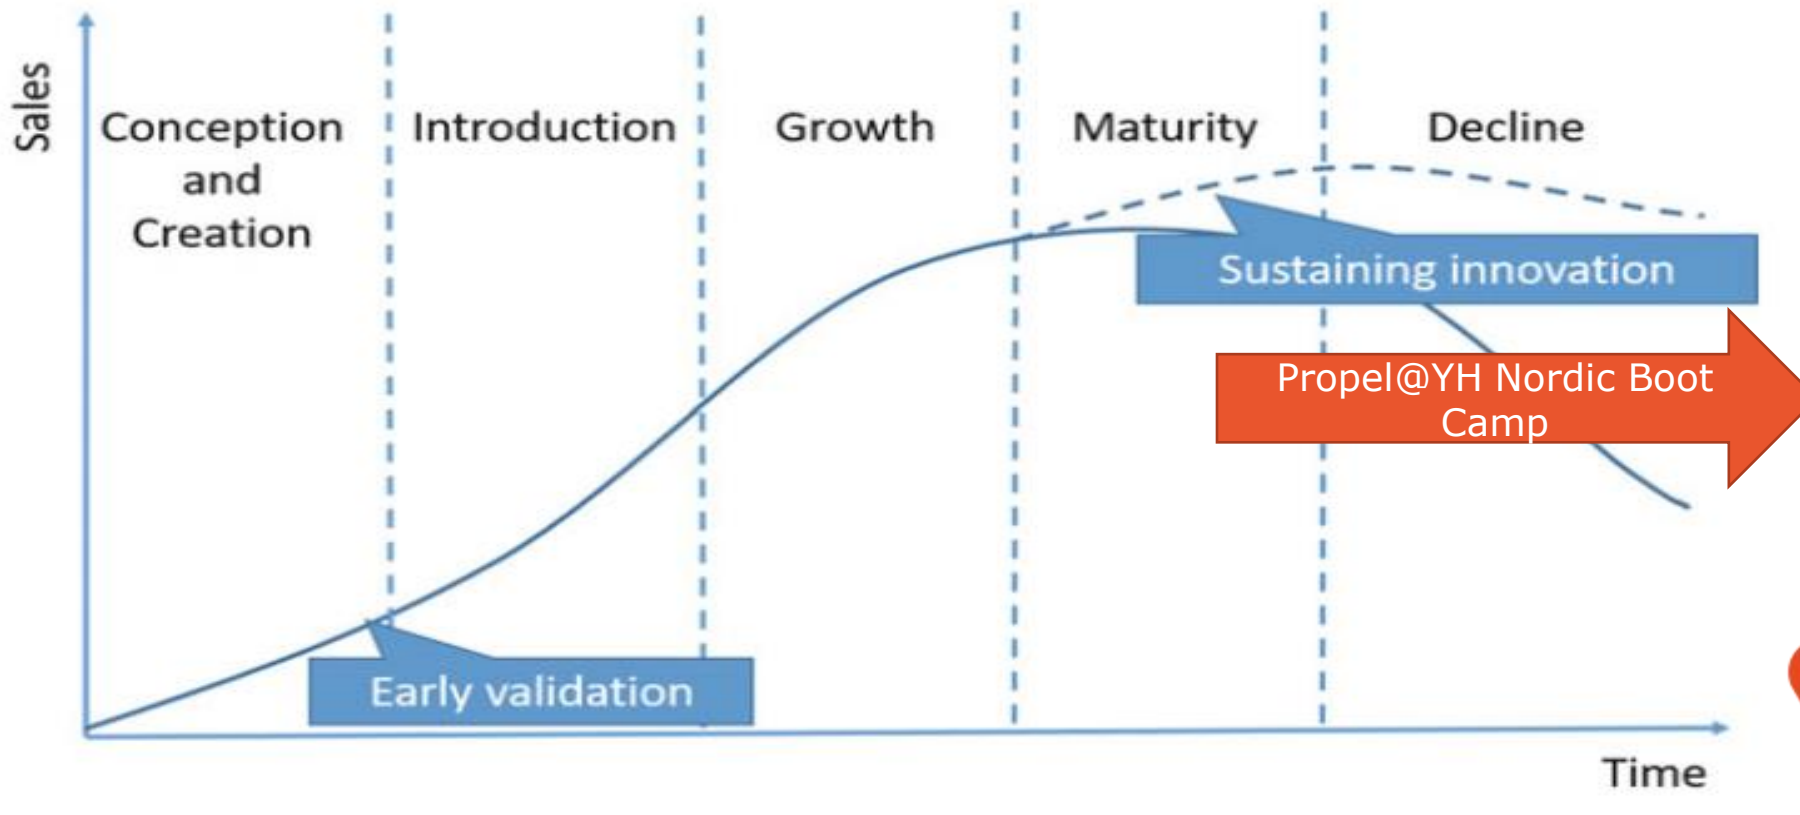 Sales
Conception
and
Creation
Introduction
Growth
Maturity
Decline
Sustaining innovation
Propel@YH Nordic Boot
Camp
Early validation
Time